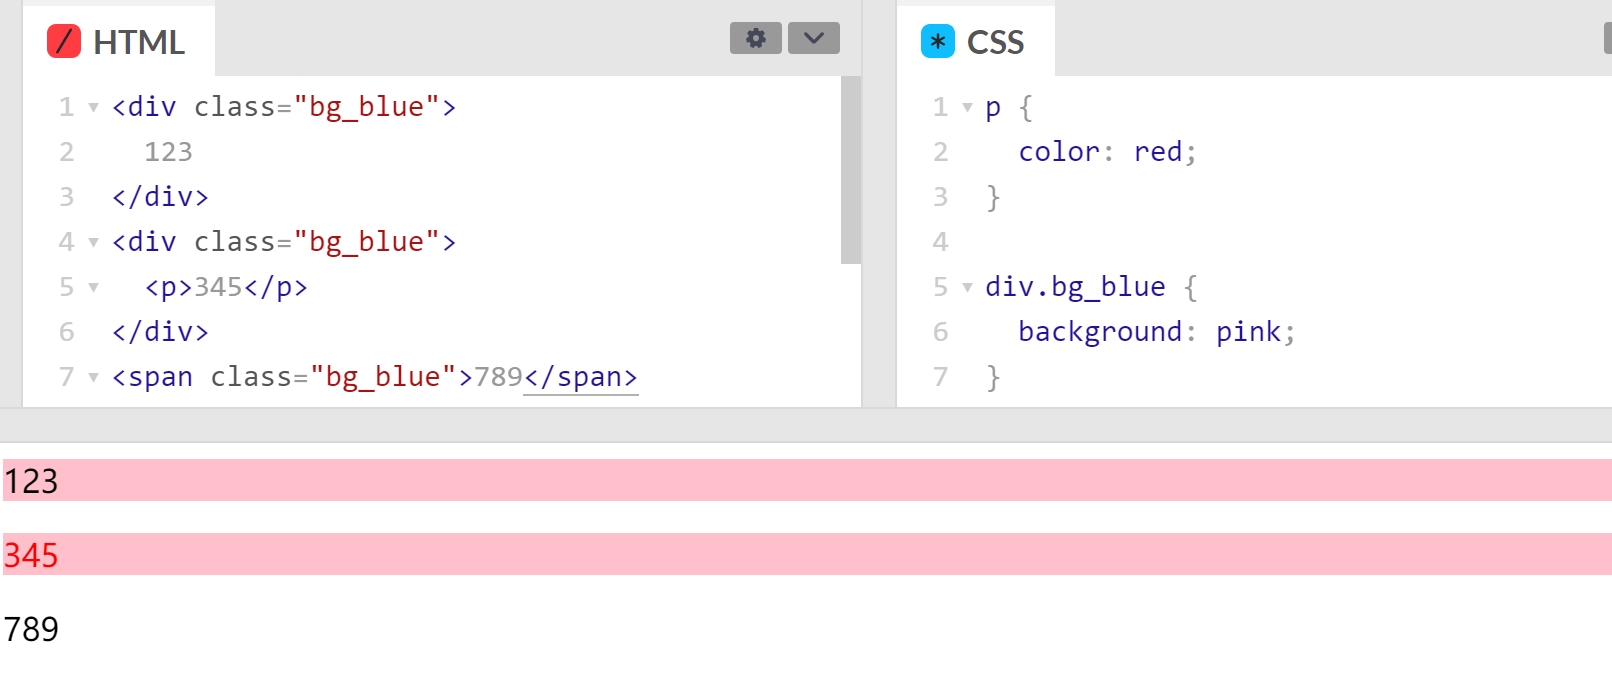 HTML
1 <div class="bg_blue">
2 123
3 </div>
4 <div class="bg_blue">
5 <p>345</p>
6 </div>
7 <span class="bg_blue">789</span>
CSS
1 p {
2 color: red;
3 }
4
5 div.bg_blue {
6 background: pink;
7 }
123
345
789